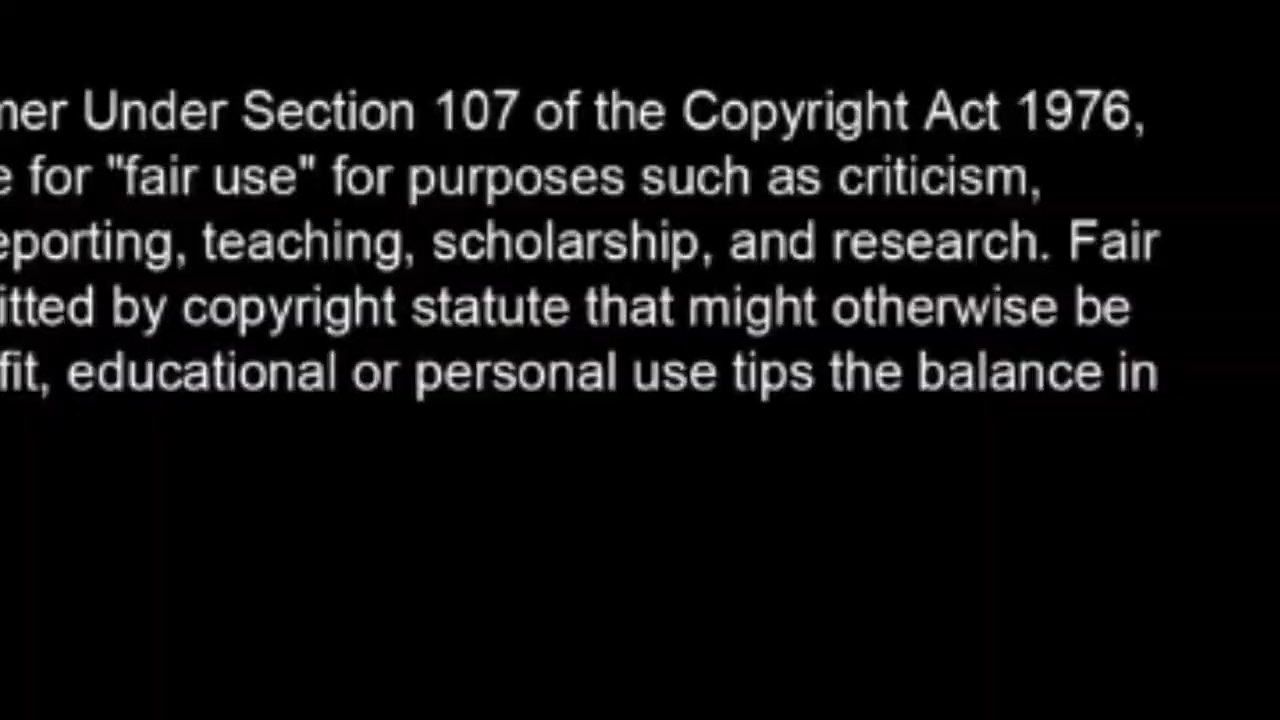 mer Under Section 107 of the Copyright Act 1976,
e for "fair use" for purposes such as criticism,
eporting, teaching, scholarship, and research. Fair
itted by copyright statute that might otherwise be
fit, educational or personal use tips the balance in